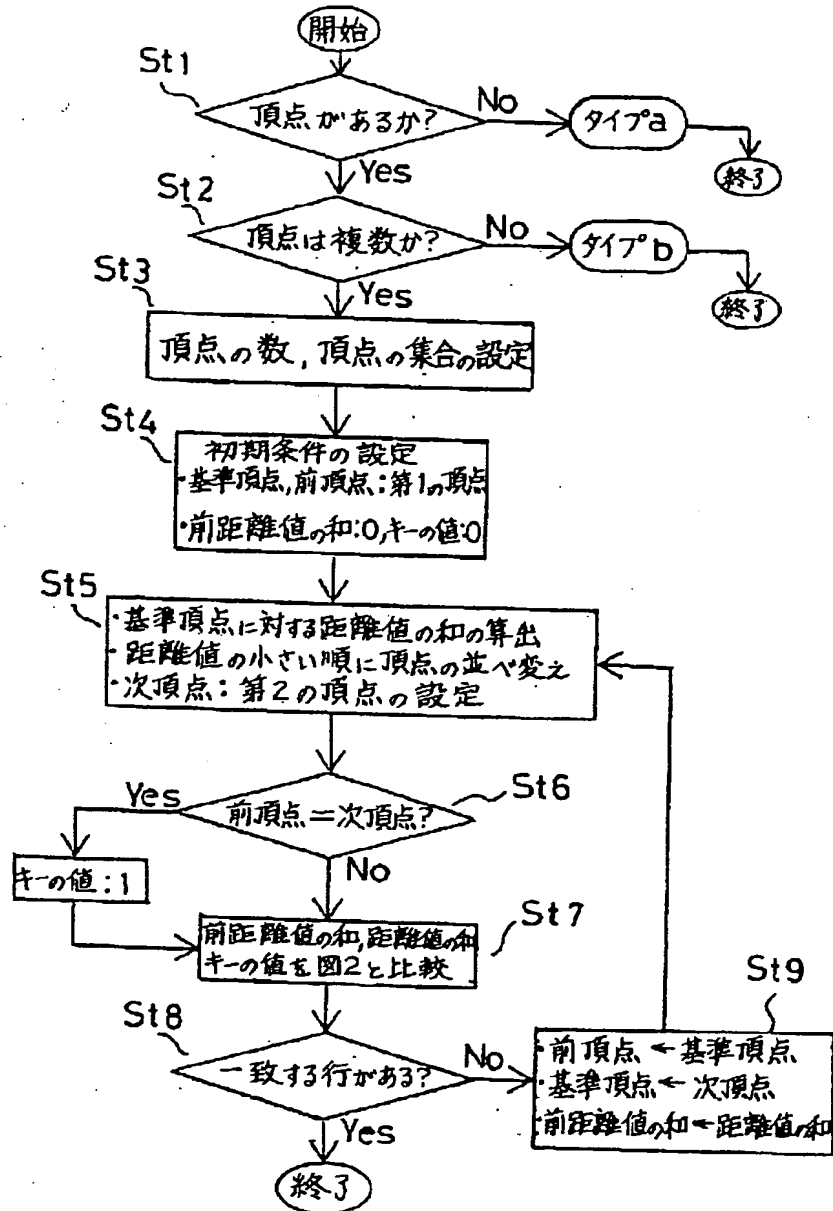 開始
St1
頂点があるか?
No
タイプa
終了
Yes
St2
頂点は複数か?
No
タイプb
終了
Yes
St3
頂点の数,頂点の集合の設定
St4
初期条件の設定
・基準頂点,前頂点:第1の頂点
・前距離値の和:0,キーの値:0
St5
・基準頂点に対する距離値の和の算出
・距離値の小さい順に頂点の並べ変え
・次頂点:第2の頂点の設定
St6
前頂点=次頂点?
Yes
No
キーの値:1
St7
前距離値の和,距離値の和
キーの値を図2と比較
St8
一致する行がある?
No
Yes
St9
・前頂点←基準頂点
・基準頂点←次頂点
前距離値の和←距離値の和
終了